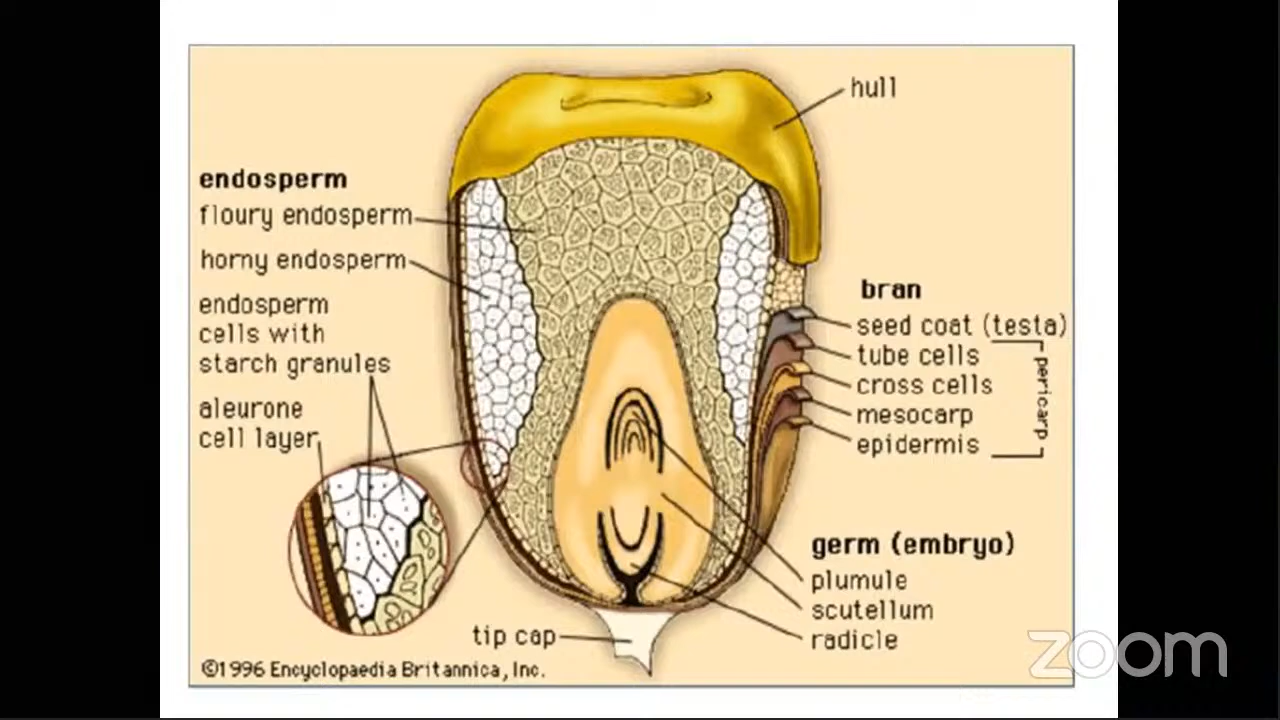 hull
endosperm
floury endosperm
horny endosperm
endosperm
cells with
starch granules
aleurone
cell layer
bran
seed coat (testa)
tube cells
cross cells
mesocarp
epidermis
pericarp
germ (embryo)
plumule
scutellum
radicle
tip cap
©1996 Encyclopaedia Britannica, Inc.
zoom